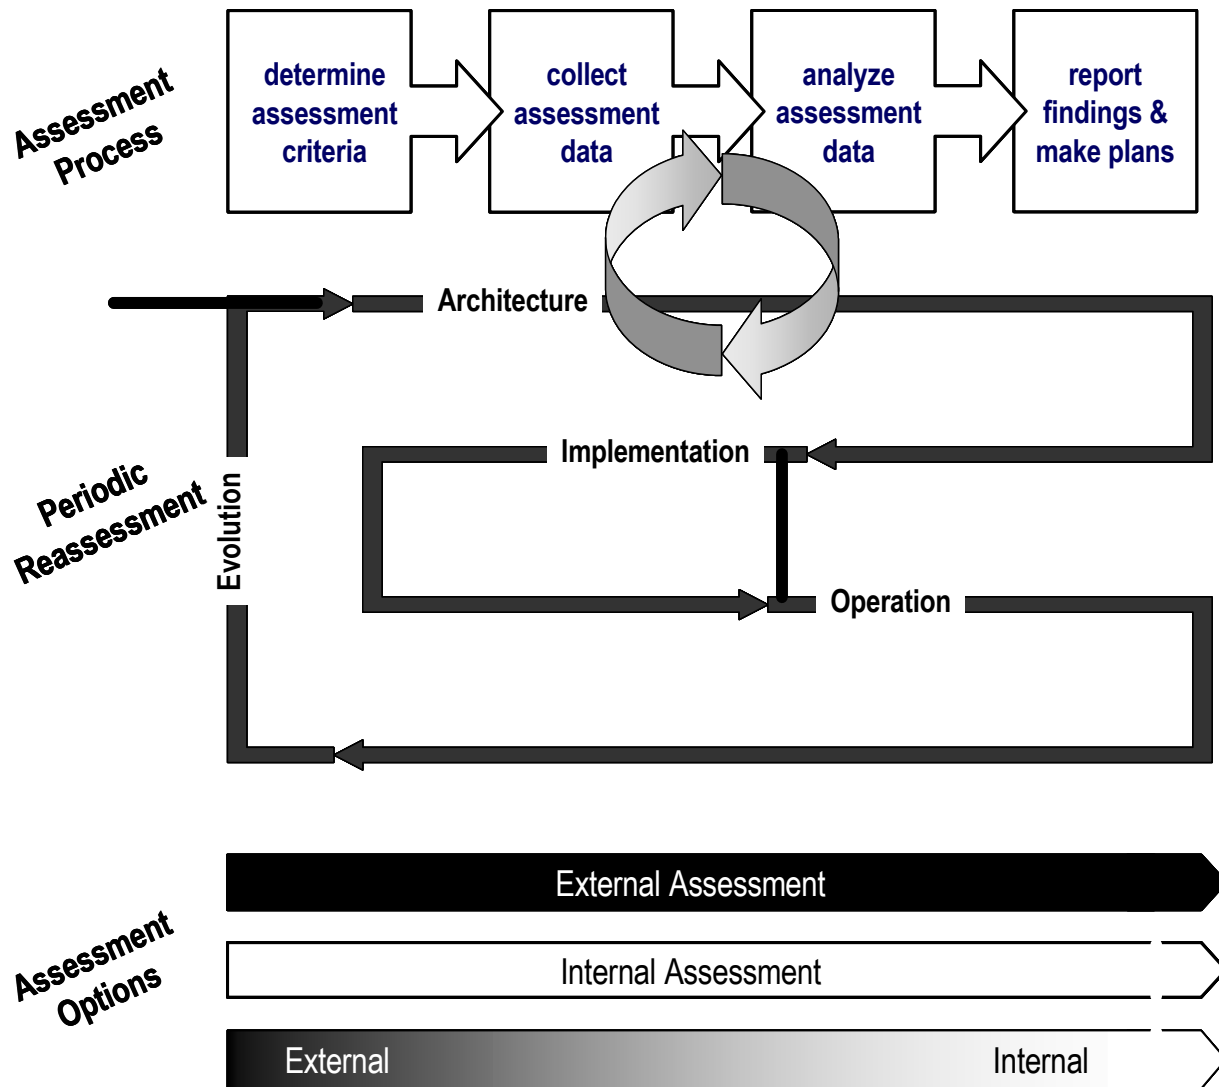 Assessment
Process
determine
assessment
criteria
collect
assessment
data
analyze
assessment
data
report
findings &
make plans
Architecture
Periodic
Reassessment
Evolution
Implementation
Operation
Assessment
Options
External Assessment
Internal Assessment
External
Internal